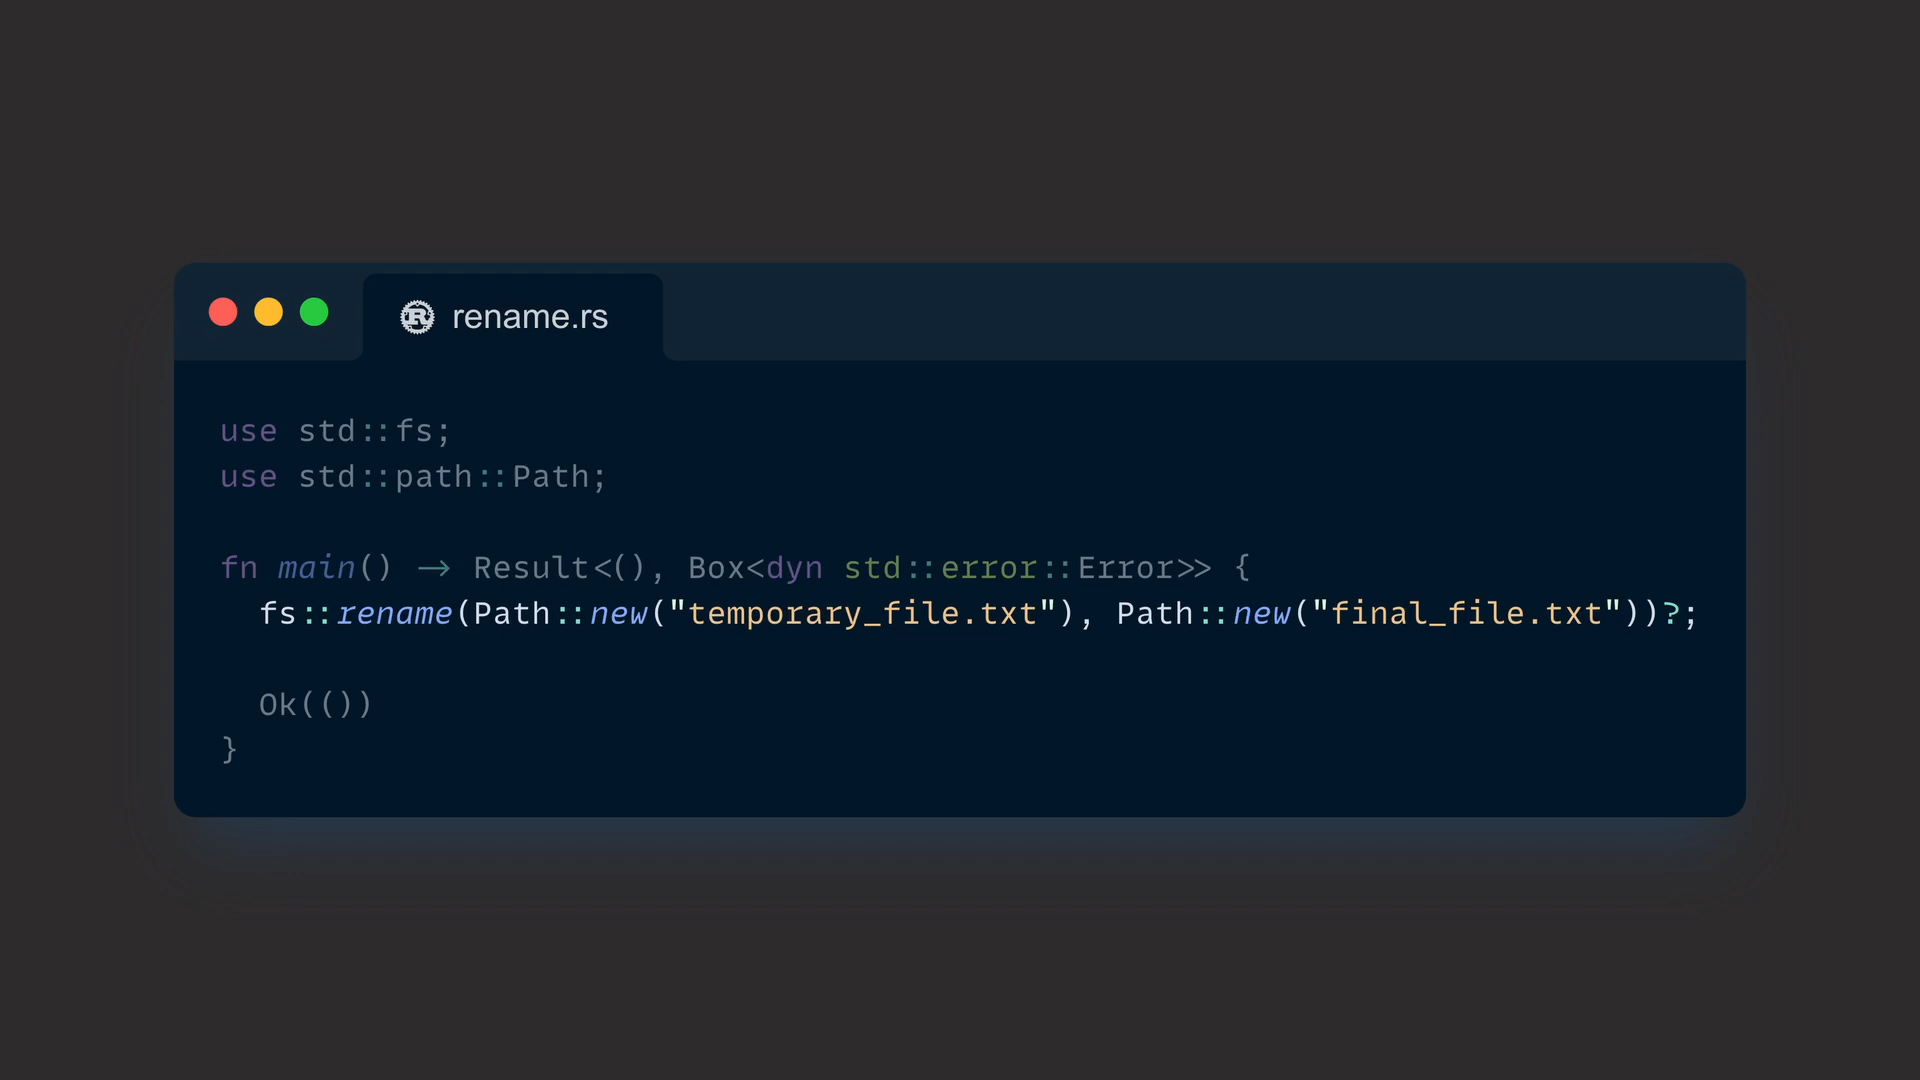 rename.rs
use std::fs;
use std::path::Path;
fn main() -> Result<(), Box<dyn std::error::Error>> {
fs::rename(Path::new("temporary_file.txt"), Path::new("final_file.txt"))?;
Ok(())
}